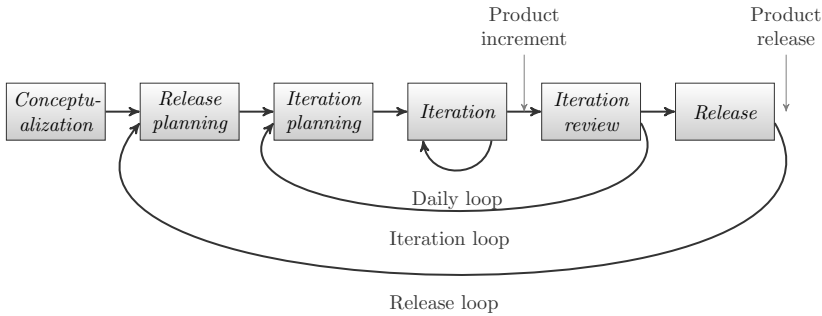 Product
increment
Product
release
Conceptu-
alization
Release
planning
Iteration
planning
Iteration
Iteration
review
Release
Daily loop
Iteration loop
Release loop